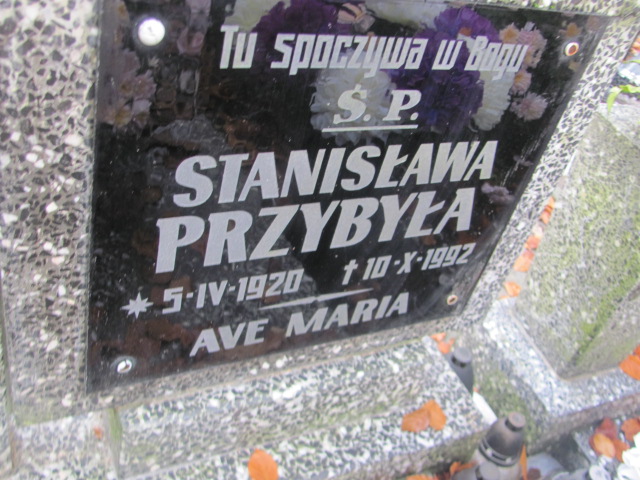 Tu spoczywa w Bogu
Ś. P.
STANISŁAWA
PRZYBYŁA
* 5-IV-1920 † 10-X-1992
AVE MARIA